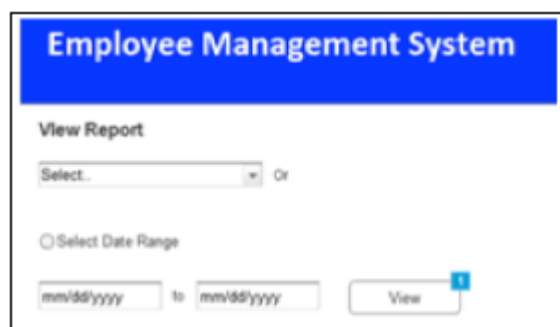 Employee Management System
View Report
Select.. Or
Select Date Range
mm/dd/yyyy to mm/dd/yyyy View 1